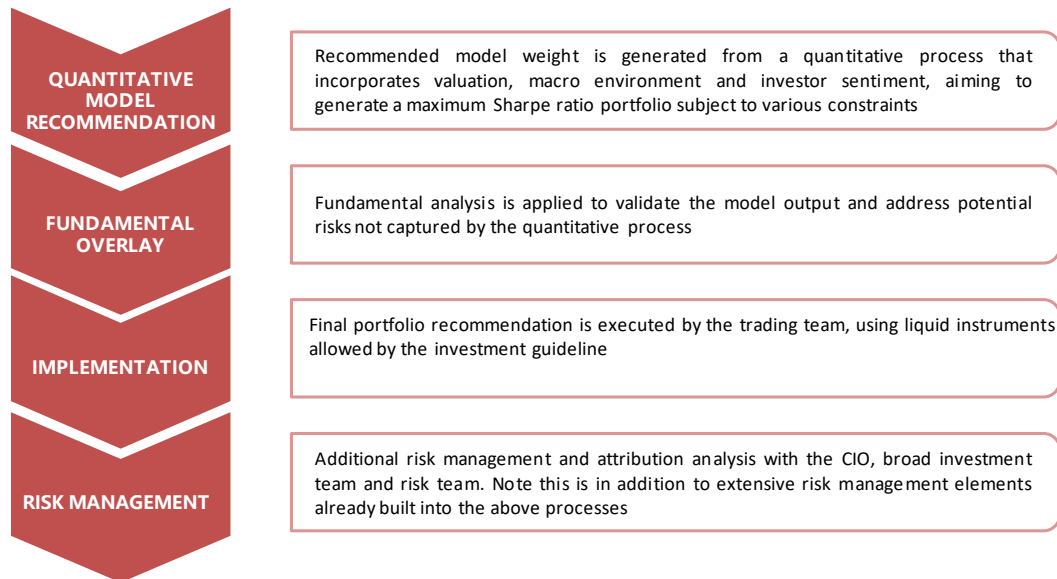 QUANTITATIVE
MODEL
RECOMMENDATION
Recommended model weight is generated from a quantitative process that
incorporates valuation, macro environment and investor sentiment, aiming to
generate a maximum Sharpe ratio portfolio subject to various constraints
FUNDAMENTAL
OVERLAY
Fundamental analysis is applied to validate the model output and address potential
risks not captured by the quantitative process
IMPLEMENTATION
Final portfolio recommendation is executed by the trading team, using liquid instruments
allowed by the investment guideline
RISK MANAGEMENT
Additional risk management and attribution analysis with the CIO, broad investment
team and risk team. Note this is in addition to extensive risk management elements
already built into the above processes